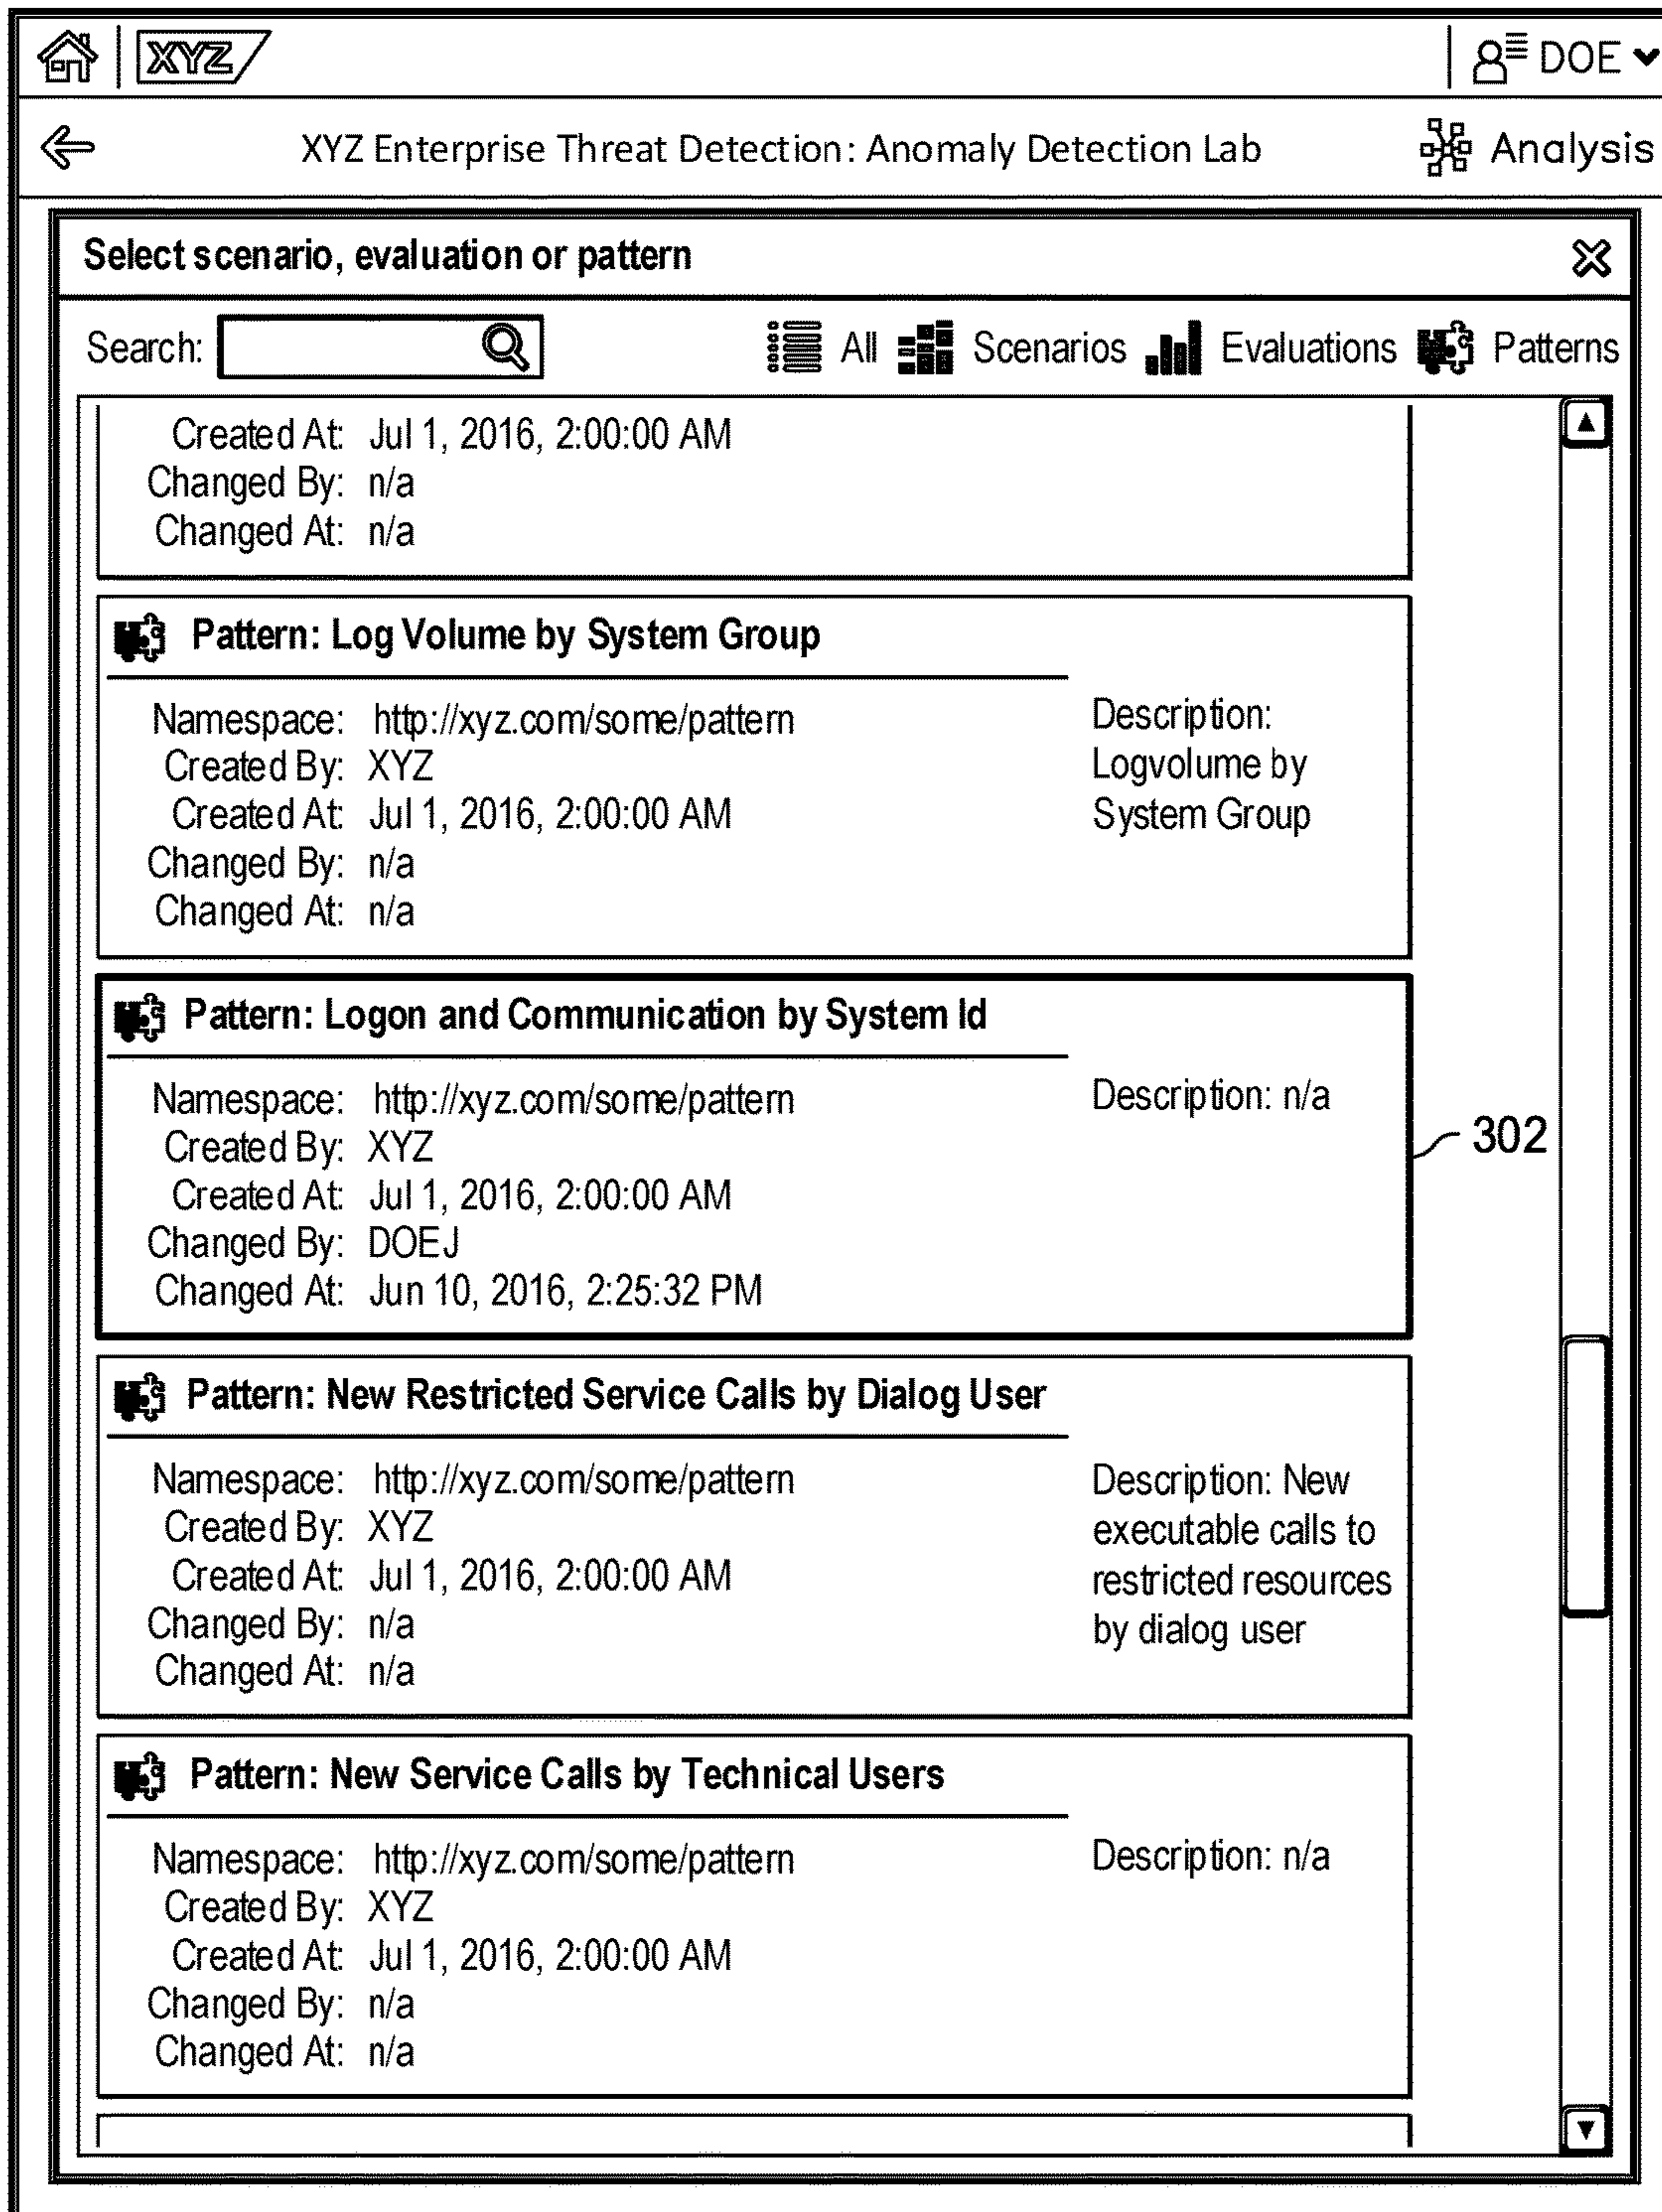 XYZ DOE
XYZ Enterprise Threat Detection: Anomaly Detection Lab Analysis
Select scenario, evaluation or pattern
Search: All Scenarios Evaluations Patterns
Created At: Jul 1, 2016, 2:00:00 AM
Changed By: n/a
Changed At: n/a
Pattern: Log Volume by System Group
Namespace: http://xyz.com/some/pattern
Created By: XYZ
Created At: Jul 1, 2016, 2:00:00 AM
Changed By: n/a
Changed At: n/a
Description:
Logvolume by
System Group
Pattern: Logon and Communication by System Id
Namespace: http://xyz.com/some/pattern
Created By: XYZ
Created At: Jul 1, 2016, 2:00:00 AM
Changed By: DOEJ
Changed At: Jun 10, 2016, 2:25:32 PM
Description: n/a
302
Pattern: New Restricted Service Calls by Dialog User
Namespace: http://xyz.com/some/pattern
Created By: XYZ
Created At: Jul 1, 2016, 2:00:00 AM
Changed By: n/a
Changed At: n/a
Description: New
executable calls to
restricted resources
by dialog user
Pattern: New Service Calls by Technical Users
Namespace: http://xyz.com/some/pattern
Created By: XYZ
Created At: Jul 1, 2016, 2:00:00 AM
Changed By: n/a
Changed At: n/a
Description: n/a